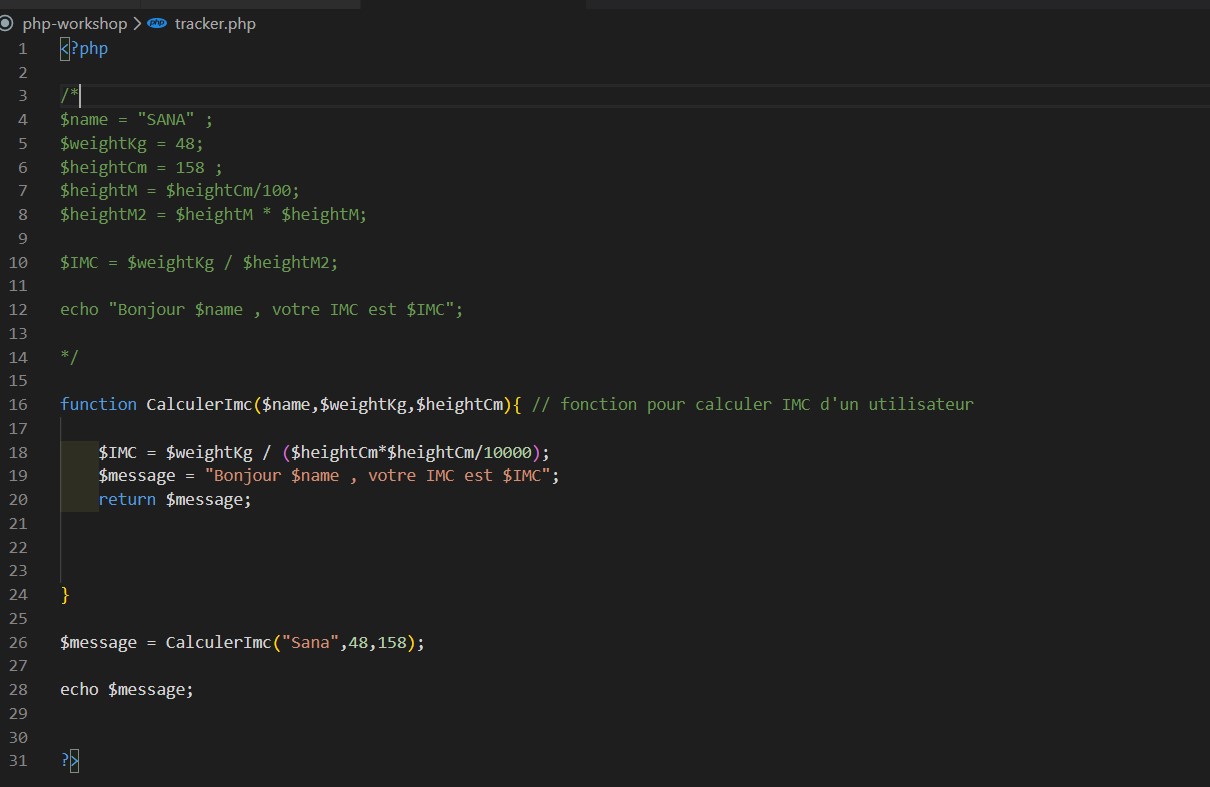 php-workshop > php tracker.php
1 <?php
2
3 /*
4 $name = "SANA" ;
5 $weightKg = 48;
6 $heightCm = 158 ;
7 $heightM = $heightCm/100;
8 $heightM2 = $heightM * $heightM;
9
10 $IMC = $weightKg / $heightM2;
11
12 echo "Bonjour $name , votre IMC est $IMC";
13
14 */
15
16 function CalculerImc($name,$weightKg,$heightCm){ // fonction pour calculer IMC d'un utilisateur
17
18     $IMC = $weightKg / ($heightCm*$heightCm/10000);
19     $message = "Bonjour $name , votre IMC est $IMC";
20     return $message;
21
22
23
24 }
25
26 $message = CalculerImc("Sana",48,158);
27
28 echo $message;
29
30
31 ?>